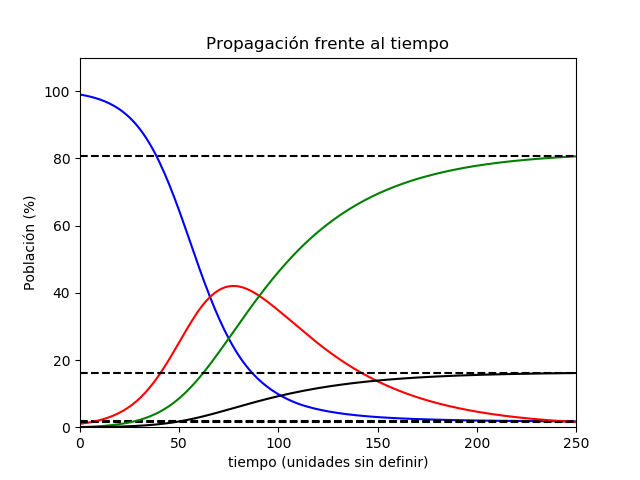 Propagación frente al tiempo
Población (%)
100
80
60
40
20
0
0 50 100 150 200 250
tiempo (unidades sin definir)